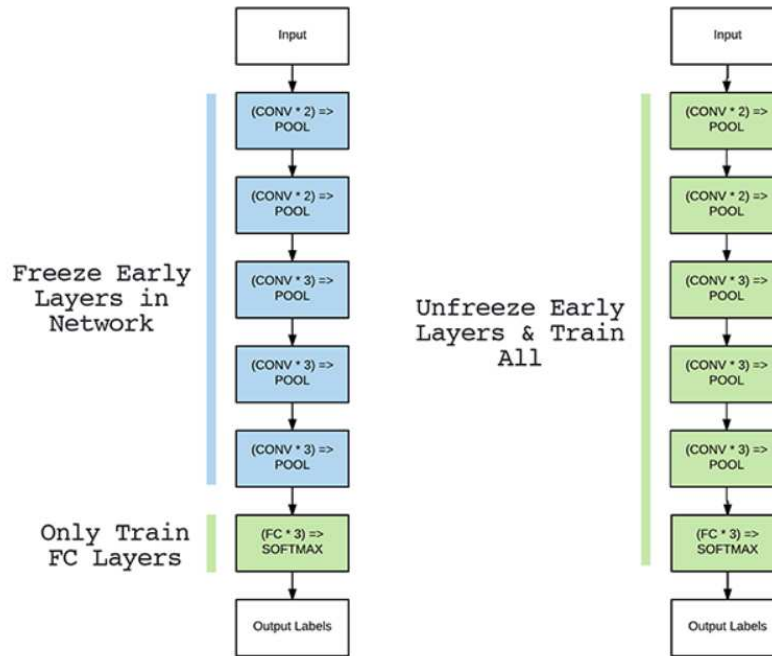 Input
(CONV * 2) =>
POOL
(CONV * 2) =>
POOL
(CONV * 3) =>
POOL
(CONV * 3) =>
POOL
(CONV * 3) =>
POOL
(FC * 3) =>
SOFTMAX
Output Labels
Freeze Early
Layers in
Network
Only Train
FC Layers
Input
(CONV * 2) =>
POOL
(CONV * 2) =>
POOL
(CONV * 3) =>
POOL
(CONV * 3) =>
POOL
(CONV * 3) =>
POOL
(FC * 3) =>
SOFTMAX
Output Labels
Unfreeze Early
Layers & Train
All